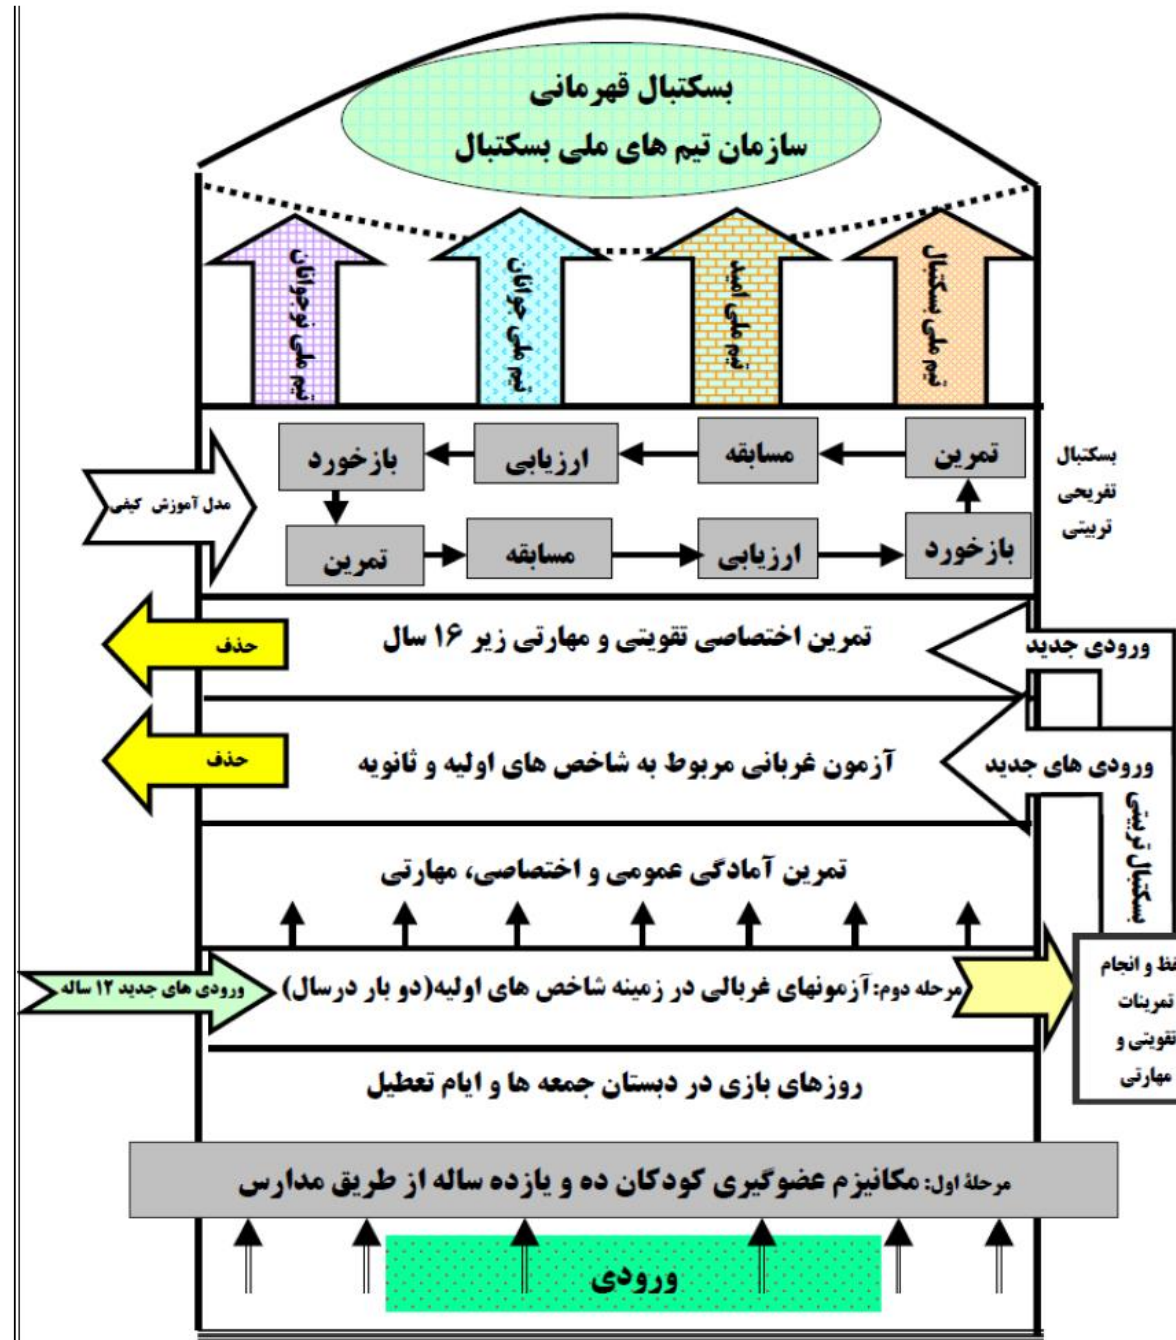 بسکتبال قهرمانی
سازمان تیم های ملی بسکتبال
تیم ملی بسکتبال
تیم ملی امید
تیم ملی جوانان
تیم ملی نوجوانان
بسکتبال
تفریحی
تربیتی
تمرین
مسابقه
ارزیابی
بازخورد
مدل آموزش کیفی
تمرین
مسابقه
ارزیابی
بازخورد
ورودی جدید
تمرین اختصاصی تقویتی و مهارتی زیر ۱۶ سال
حذف
ورودی های جدید
آزمون غربانی مربوط به شاخص های اولیه و ثانویه
حذف
بسکتبال تربیتی
تمرین آمادگی عمومی و اختصاصی، مهارتی
و انجام
تمرینات
تقویتی و
مهارتی
مرحله دوم:آزمونهای غربالی در زمینه شاخص های اولیه(دو بار درسال)
ورودی های جدید ۱۲ ساله
روزهای بازی در دبستان جمعه ها و ایام تعطیل
مرحلۀ اول: مکانیزم عضوگیری کودکان ده و یازده ساله از طریق مدارس
ورودی